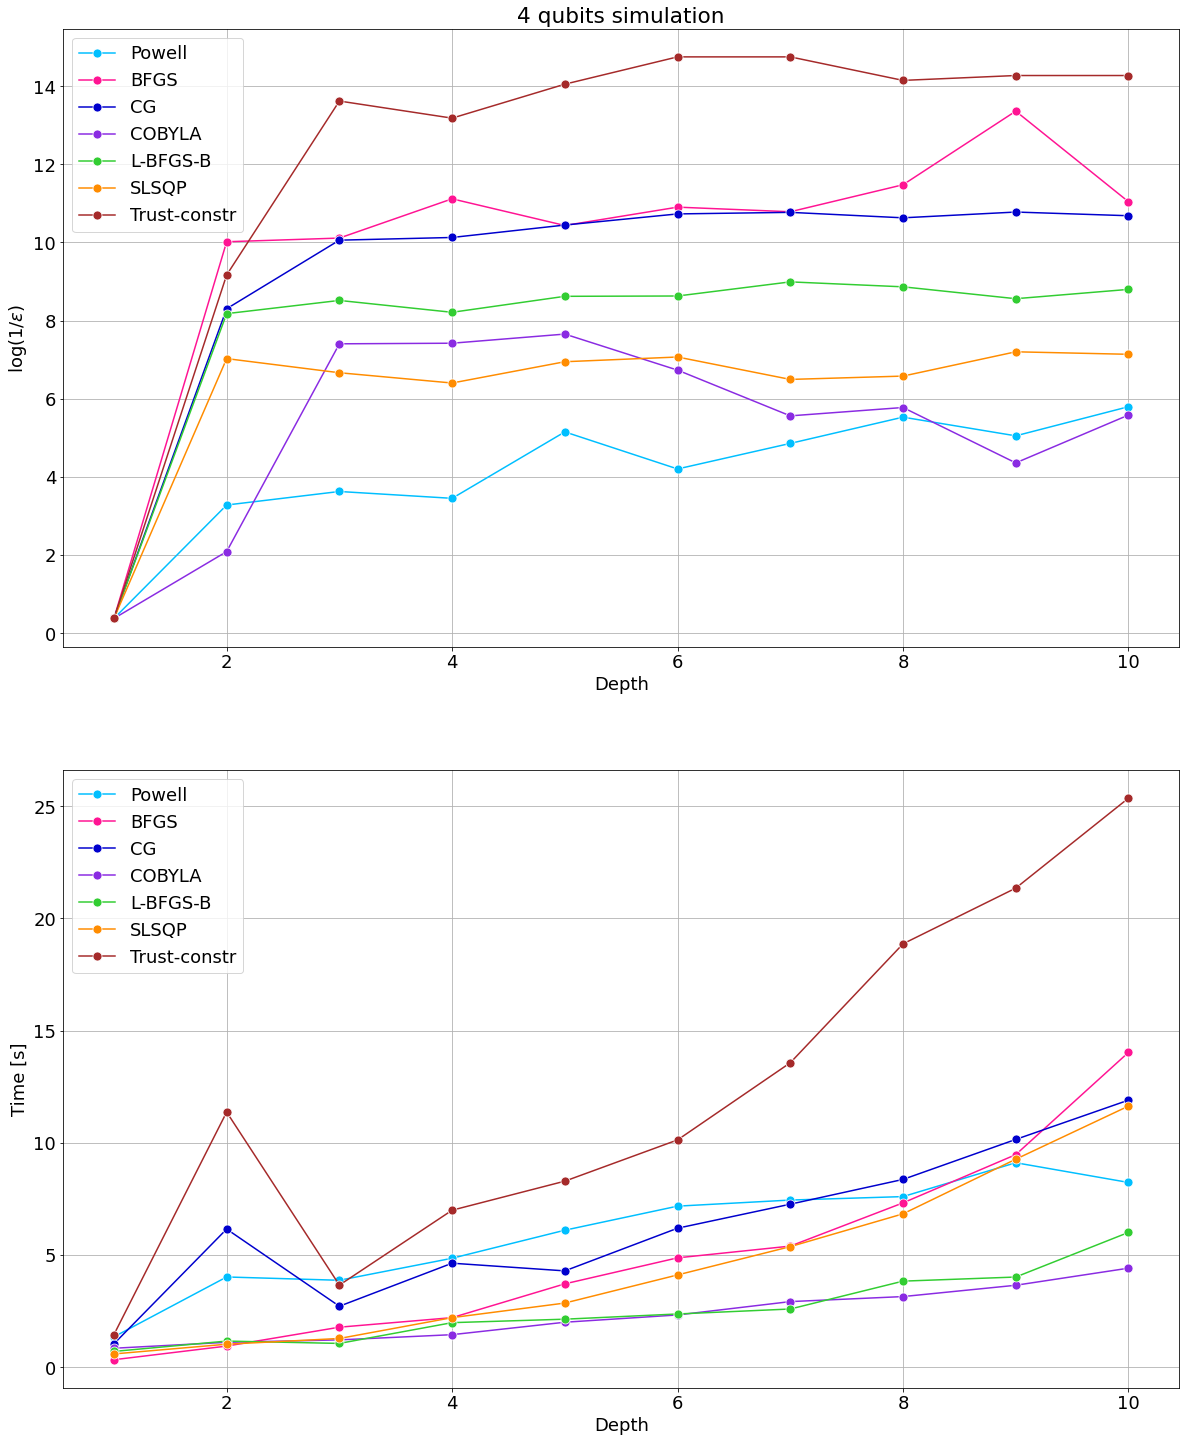 4 qubits simulation
Powell
BFGS
CG
COBYLA
L-BFGS-B
SLSQP
Trust-constr
log(1/ε)
14
12
10
8
6
4
2
0
2 4 6 8 10
Depth
Powell
BFGS
CG
COBYLA
L-BFGS-B
SLSQP
Trust-constr
Time [s]
25
20
15
10
5
0
2 4 6 8 10
Depth